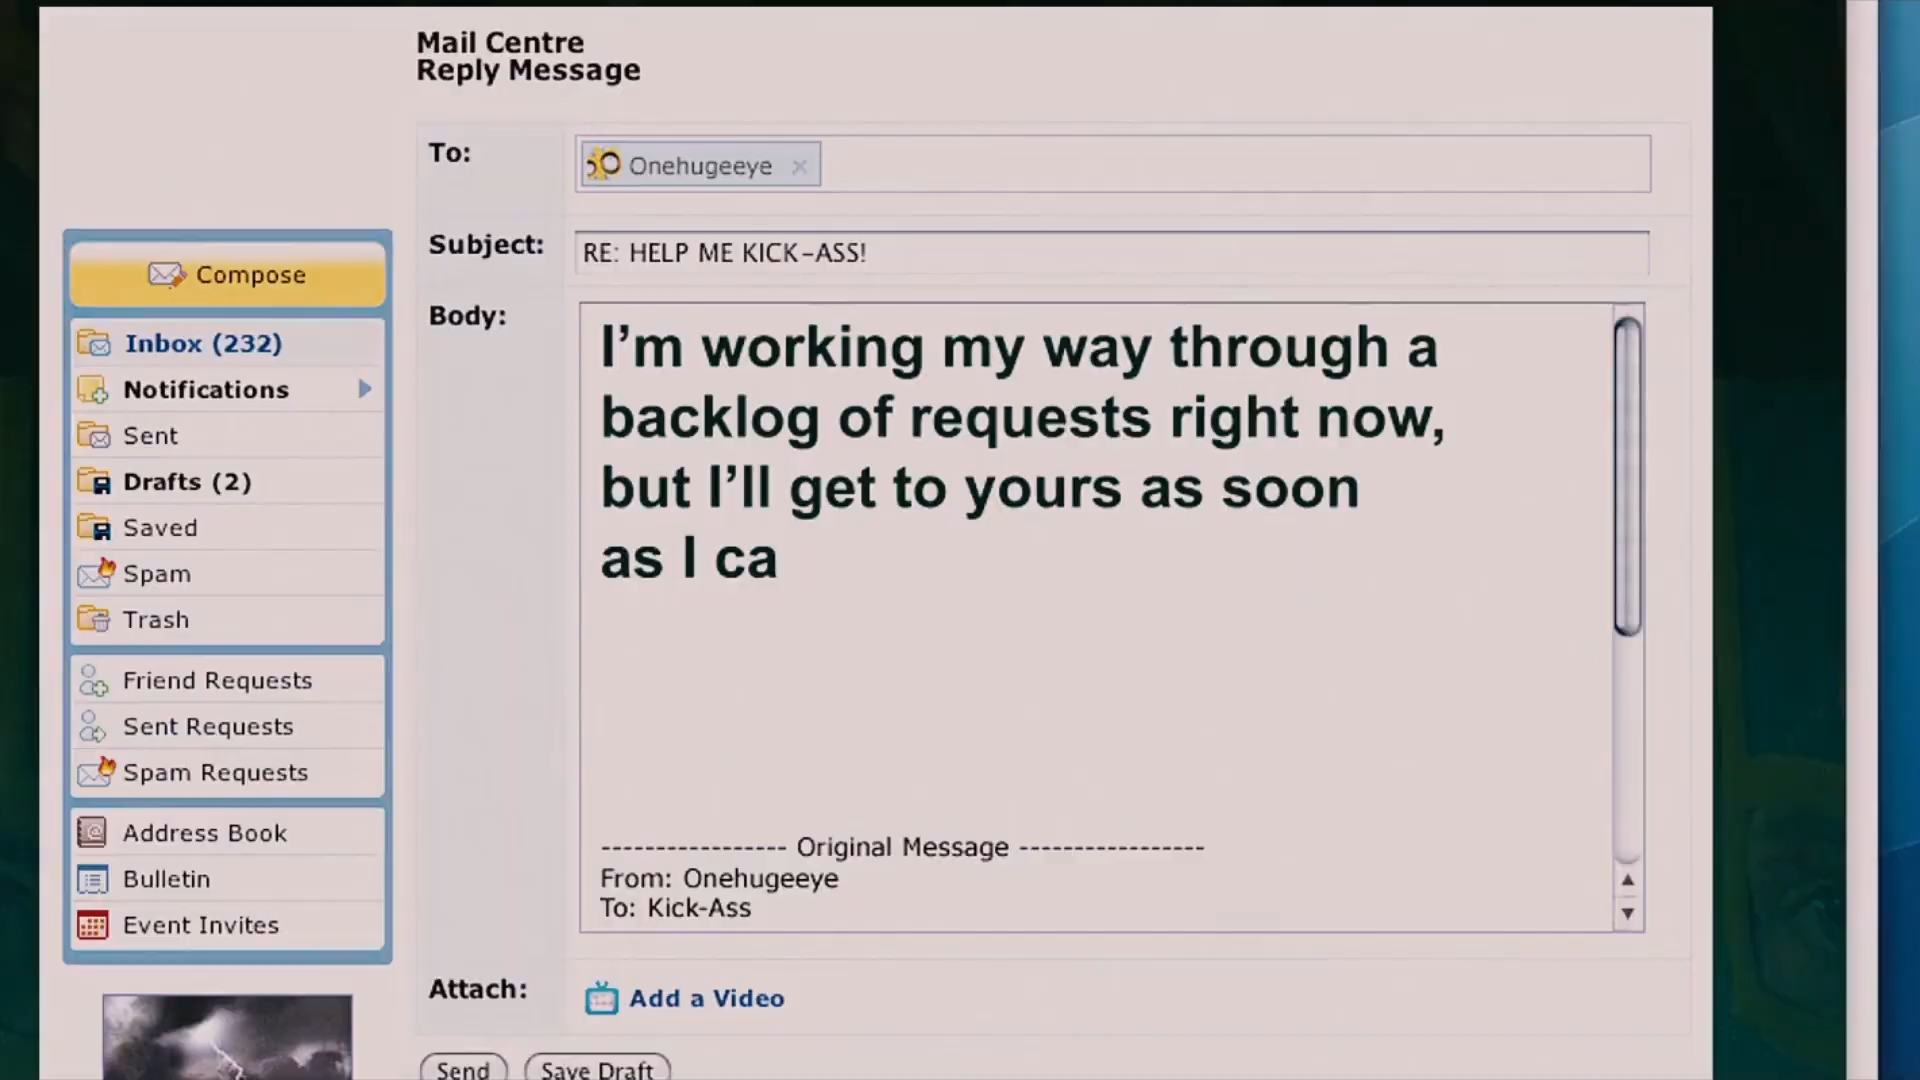 Mail Centre
Reply Message
To:
Onehugeeye
Subject:
RE: HELP ME KICK-ASS!
Compose
Body:
I’m working my way through a
backlog of requests right now,
but I’ll get to yours as soon
as I ca
Inbox (232)
Notifications
Sent
Drafts (2)
Saved
Spam
Trash
Friend Requests
Sent Requests
Spam Requests
Address Book
Bulletin
Event Invites
----------------- Original Message -----------------
From: Onehugeeye
To: Kick-Ass
Attach:
Add a Video
Send
Save Draft